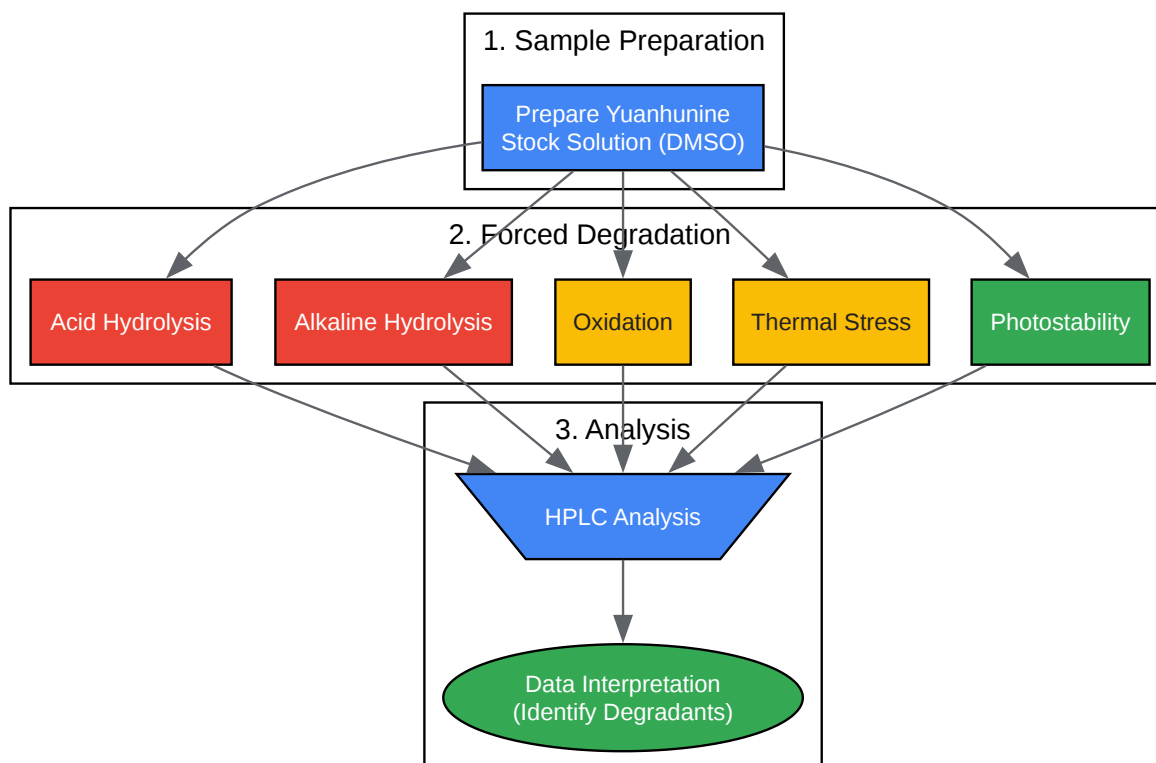 1. Sample Preparation
Prepare Yuanhunine
Stock Solution (DMSO)
2. Forced Degradation
Acid Hydrolysis
Alkaline Hydrolysis
Oxidation
Thermal Stress
Photostability
3. Analysis
HPLC Analysis
Data Interpretation
(Identify Degradants)